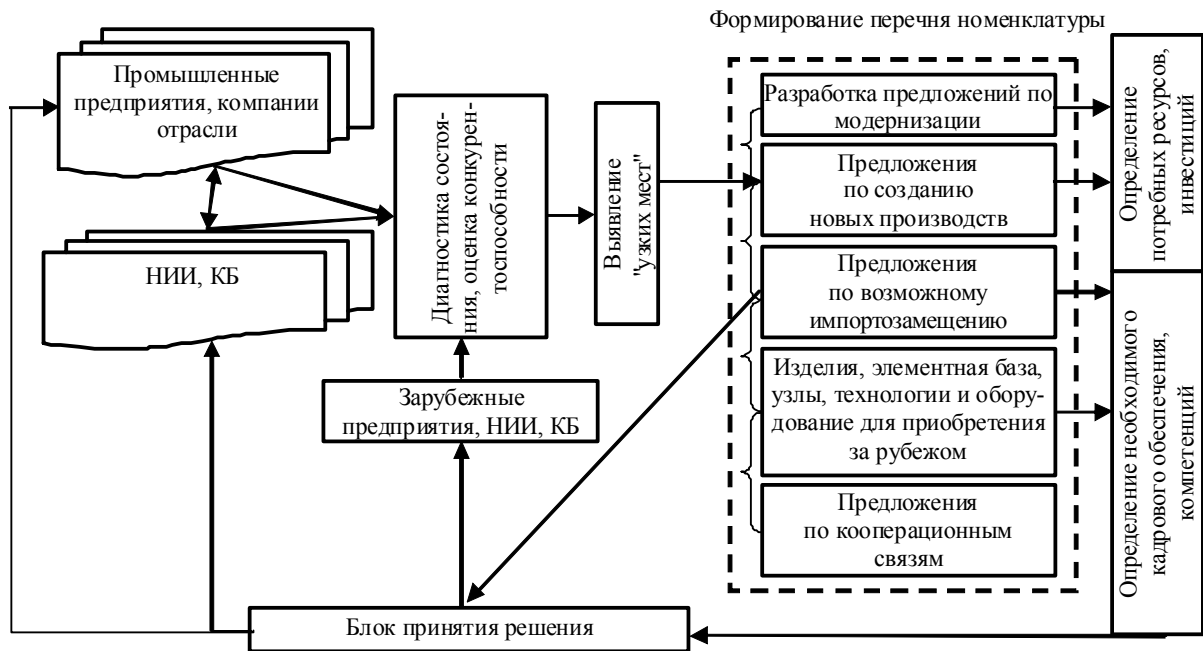 Формирование перечня номенклатуры
Промышленные
предприятия, компании
отрасли
НИИ, КБ
Диагностика состоя-
ния, оценка конкурен-
тоспособности
Зарубежные
предприятия, НИИ, КБ
Выявление
"узких мест"
Разработка предложений по
модернизации
Предложения
по созданию
новых производств
Предложения
по возможному
импортозамещению
Изделия, элементная база,
узлы, технологии и обору-
дование для приобретения
за рубежом
Предложения
по кооперационным
связям
Определение
потребных ресурсов,
инвестиций
Определение необходимого
кадрового обеспечения,
компетенций
Блок принятия решения